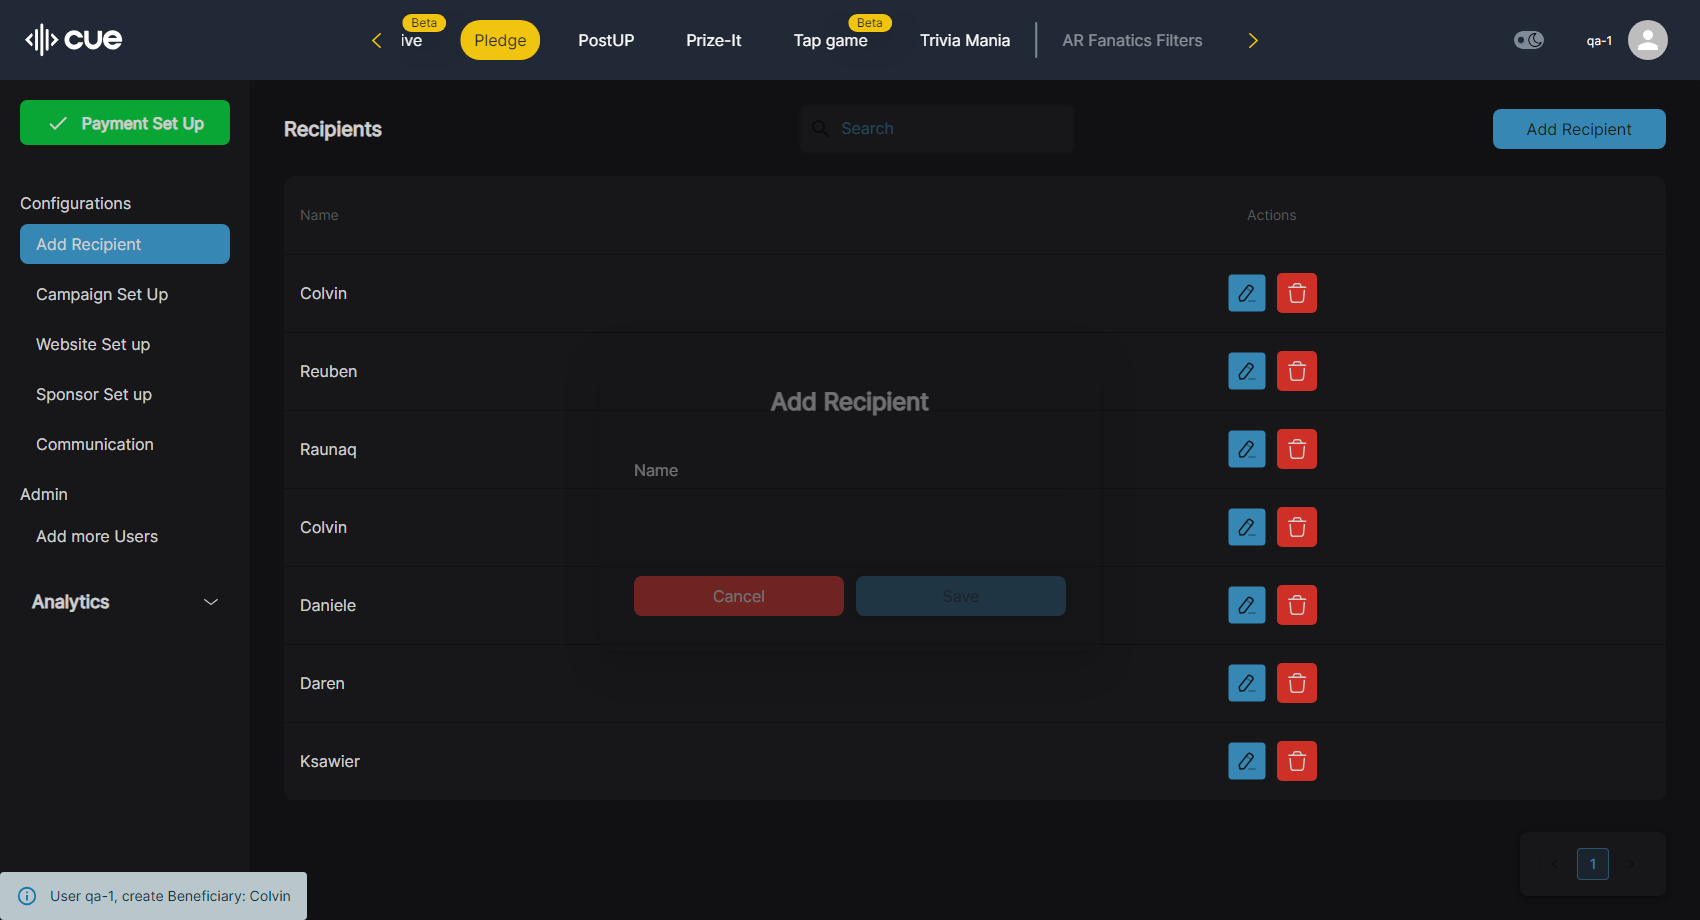 cue
ive
Beta
Pledge
PostUP
Prize-It
Tap game
Beta
Trivia Mania
AR Fanatics Filters
qa-1
Payment Set Up
Configurations
Add Recipient
Campaign Set Up
Website Set up
Sponsor Set up
Communication
Admin
Add more Users
Analytics
Recipients
Search
Add Recipient
Name
Actions
Colvin
Reuben
Raunaq
Colvin
Daniele
Daren
Ksawier
Add Recipient
Name
Cancel
Save
1
User qa-1, create Beneficiary: Colvin